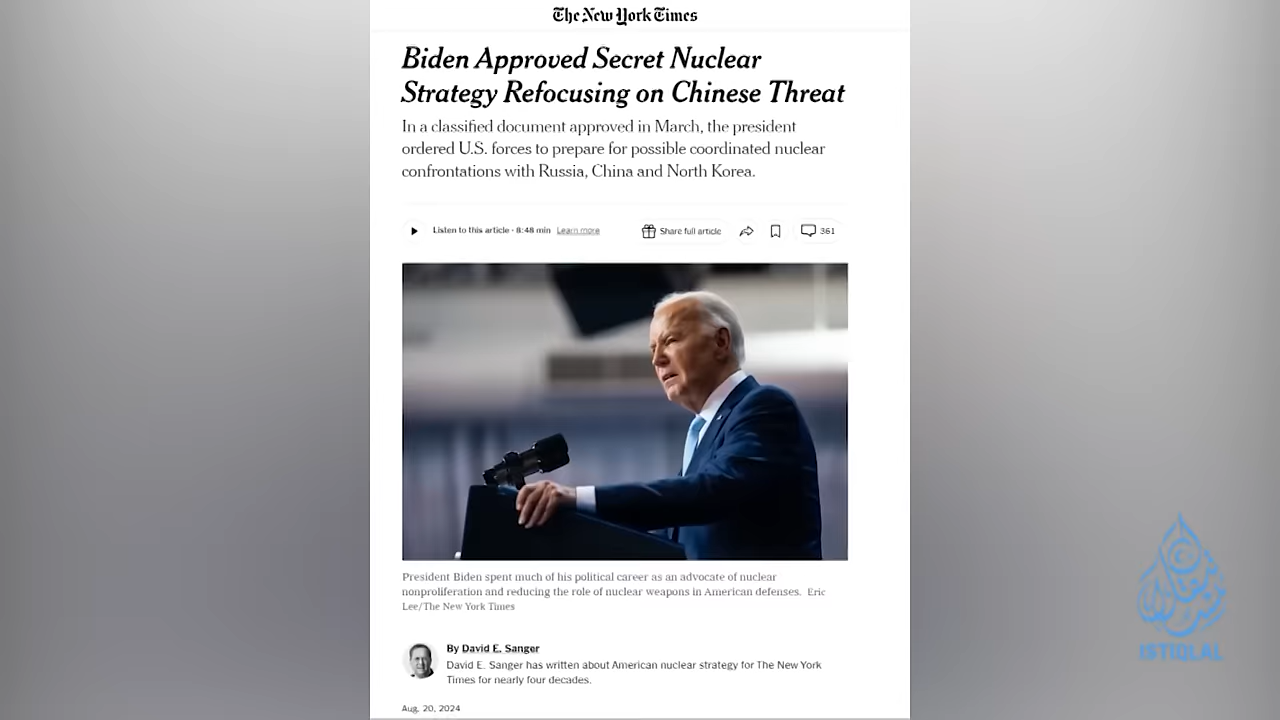 The New York Times
Biden Approved Secret Nuclear
Strategy Refocusing on Chinese Threat
In a classified document approved in March, the president
ordered U.S. forces to prepare for possible coordinated nuclear
confrontations with Russia, China and North Korea.
Listen to this article · 8:48 min Learn more
Share full article
361
President Biden spent much of his political career as an advocate of nuclear
nonproliferation and reducing the role of nuclear weapons in American defenses. Eric
Lee/The New York Times
By David E. Sanger
David E. Sanger has written about American nuclear strategy for The New York
Times for nearly four decades.
Aug. 20, 2024
ISTIQLAL